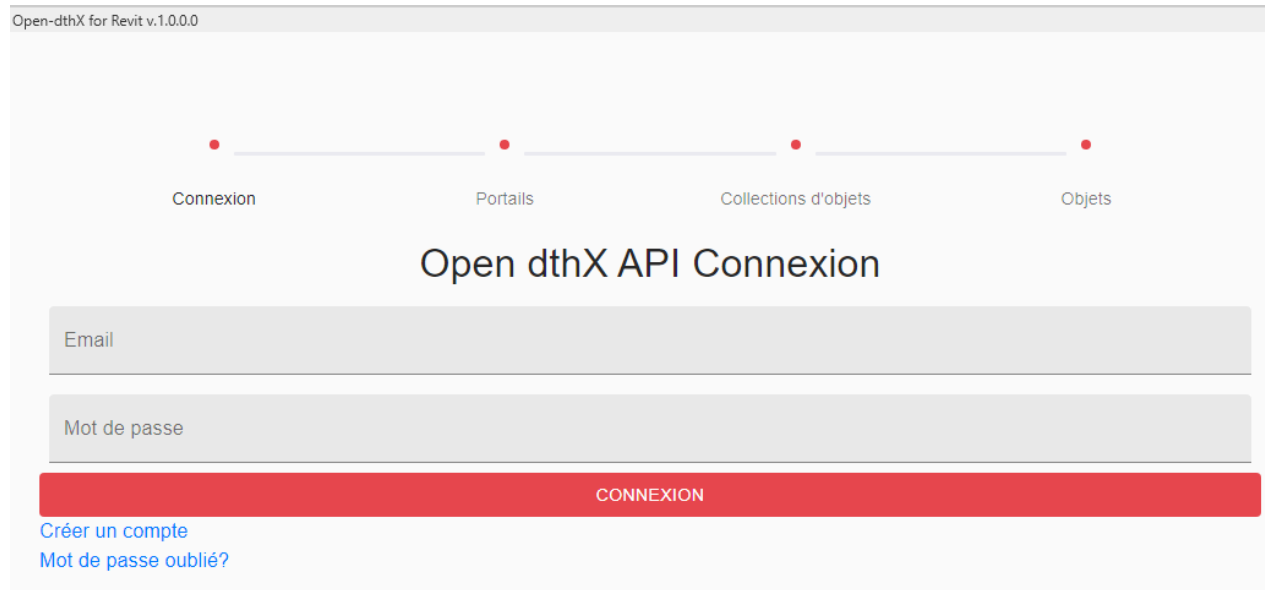 Open-dthX for Revit v.1.0.0.0
Connexion
Portails
Collections d'objets
Objets
Open dthX API Connexion
Email
Mot de passe
CONNEXION
Créer un compte
Mot de passe oublié?